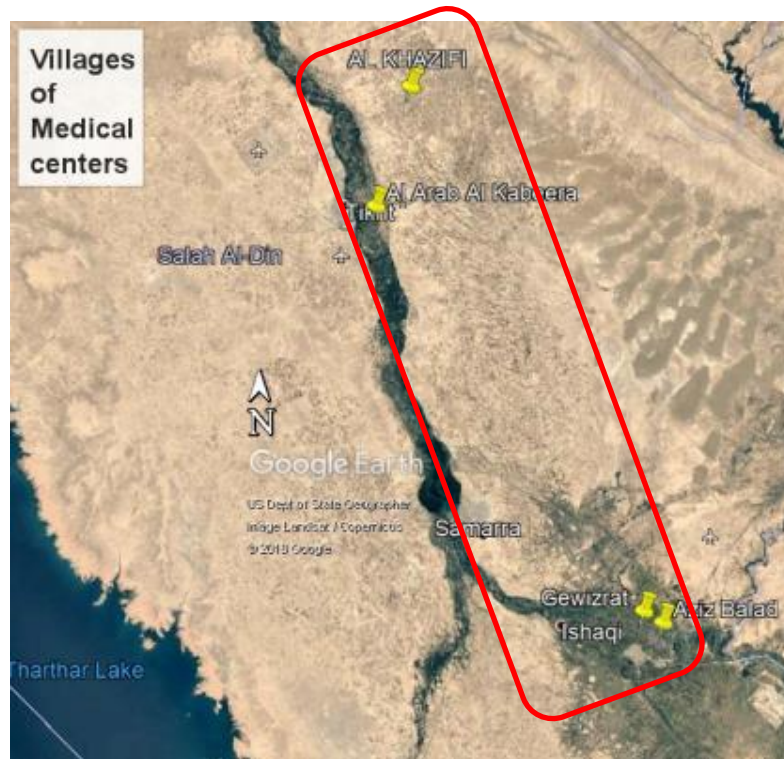 Villages
of
Medical
centers
AL KHAZIFI
Al Arab Al Kabeera
Tikrit
Salah Al-Din
N
Google Earth
US Dept of State Geographer
Image Landsat / Copernicus
© 2018 Google
Samarra
Gewizrat
Aziz Balad
Ishaqi
Tharthar Lake